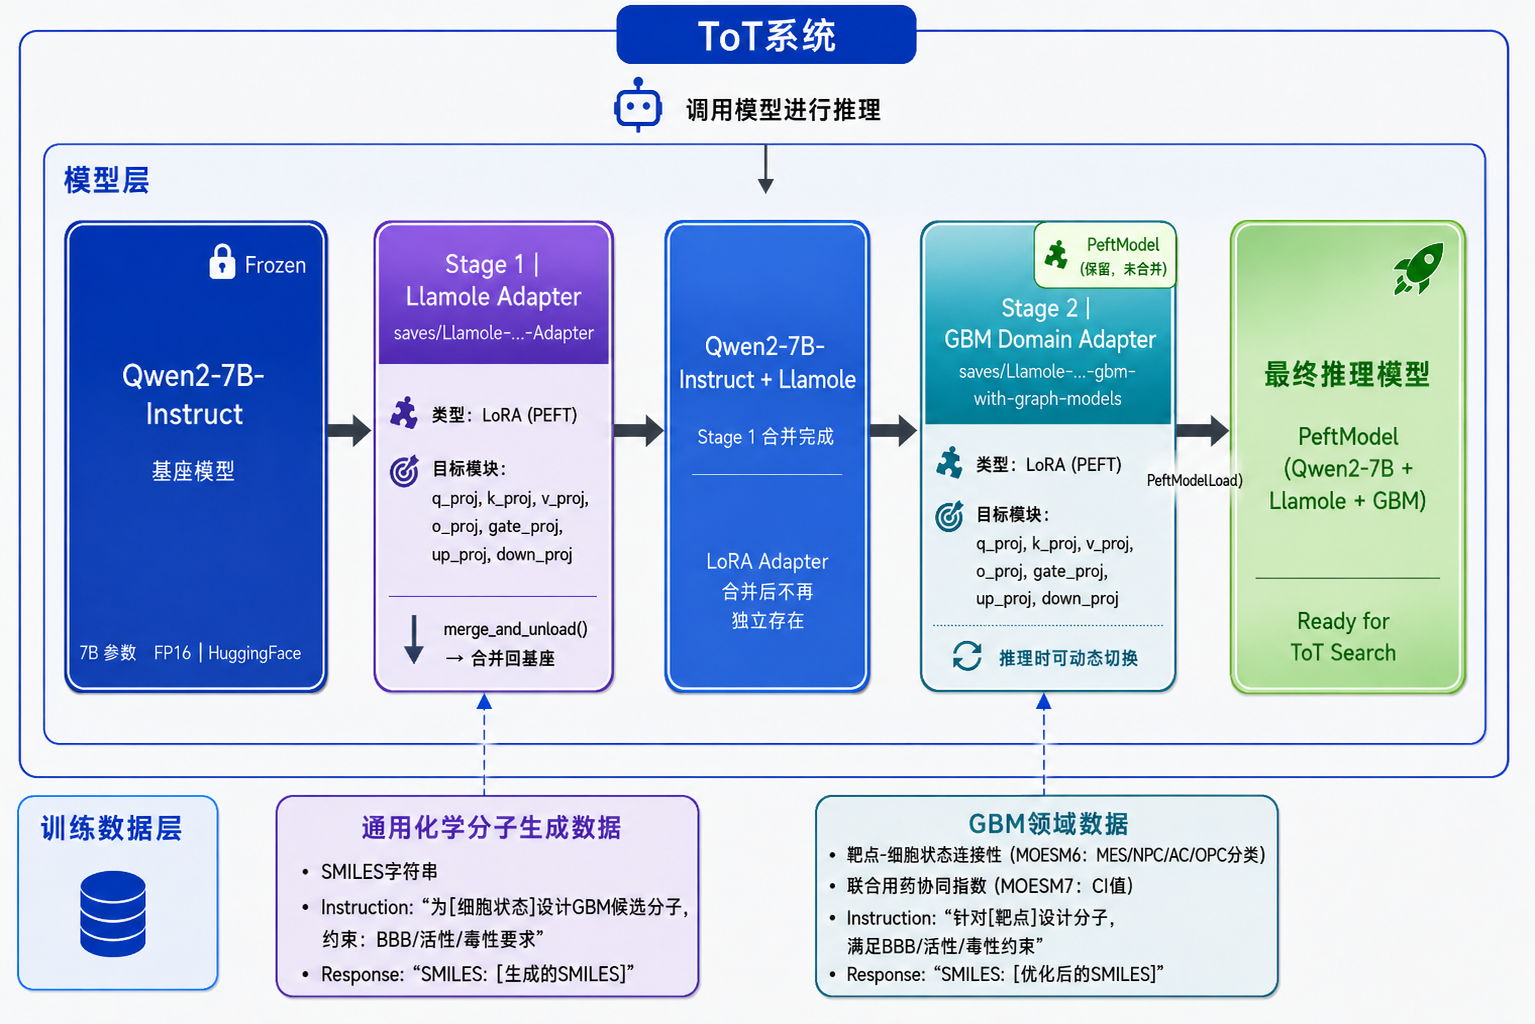 ToT系统
调用模型进行推理
模型层
Frozen
Qwen2-7B-
Instruct
基座模型
7B 参数 FP16 | HuggingFace
Stage 1 |
Llamole Adapter
saves/Llamole-...-Adapter
类型：LoRA (PEFT)
目标模块：
q_proj, k_proj, v_proj,
o_proj, gate_proj,
up_proj, down_proj
merge_and_unload()
→ 合并回基座
Qwen2-7B-
Instruct + Llamole
Stage 1 合并完成
LoRA Adapter
合并后不再
独立存在
PeftModel
(保留，未合并)
Stage 2 |
GBM Domain Adapter
saves/Llamole-...-gbm-
with-graph-models
类型：LoRA (PEFT)
目标模块：
q_proj, k_proj, v_proj,
o_proj, gate_proj,
up_proj, down_proj
推理时可动态切换
PeftModelLoad)
最终推理模型
PeftModel
(Qwen2-7B +
Llamole + GBM)
Ready for
ToT Search
训练数据层
通用化学分子生成数据
• SMILES字符串
• Instruction: “为[细胞状态]设计GBM候选分子，
约束：BBB/活性/毒性要求”
• Response: “SMILES: [生成的SMILES]”
GBM领域数据
• 靶点-细胞状态连接性 (MOESM6：MES/NPC/AC/OPC分类)
• 联合用药协同指数 (MOESM7：CI值)
• Instruction: “针对[靶点]设计分子，
满足BBB/活性/毒性约束”
• Response: “SMILES: [优化后的SMILES]”